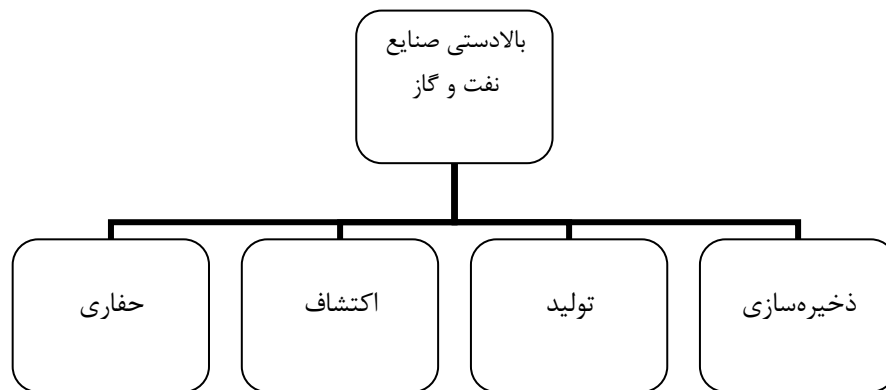 بالادستی صنایع
نفت و گاز
ذخیره‌سازی
تولید
اکتشاف
حفاری